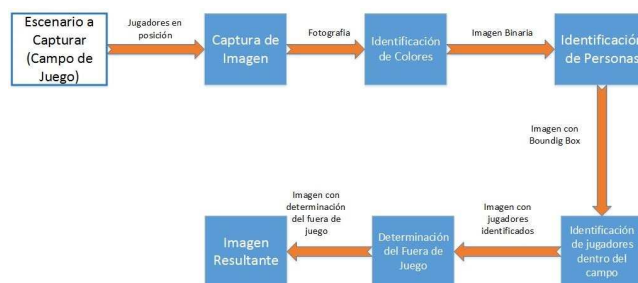 Escenario a
Capturar
(Campo de
Juego)
Jugadores en
posición
Captura de
Imagen
Fotografia
Identificación
de Colores
Imagen Binaria
Identificación
de Personas
Imagen con
Boundig Box
Identificación
de jugadores
dentro del
campo
Imagen con
jugadores
identificados
Determinación
del Fuera de
Juego
Imagen con
determinación
del fuera de
juego
Imagen
Resultante